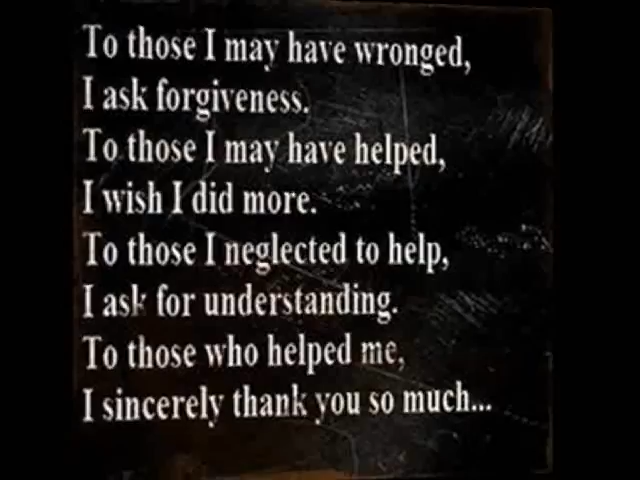 To those I may have wronged,
I ask forgiveness.
To those I may have helped,
I wish I did more.
To those I neglected to help,
I ask for understanding.
To those who helped me,
I sincerely thank you so much...